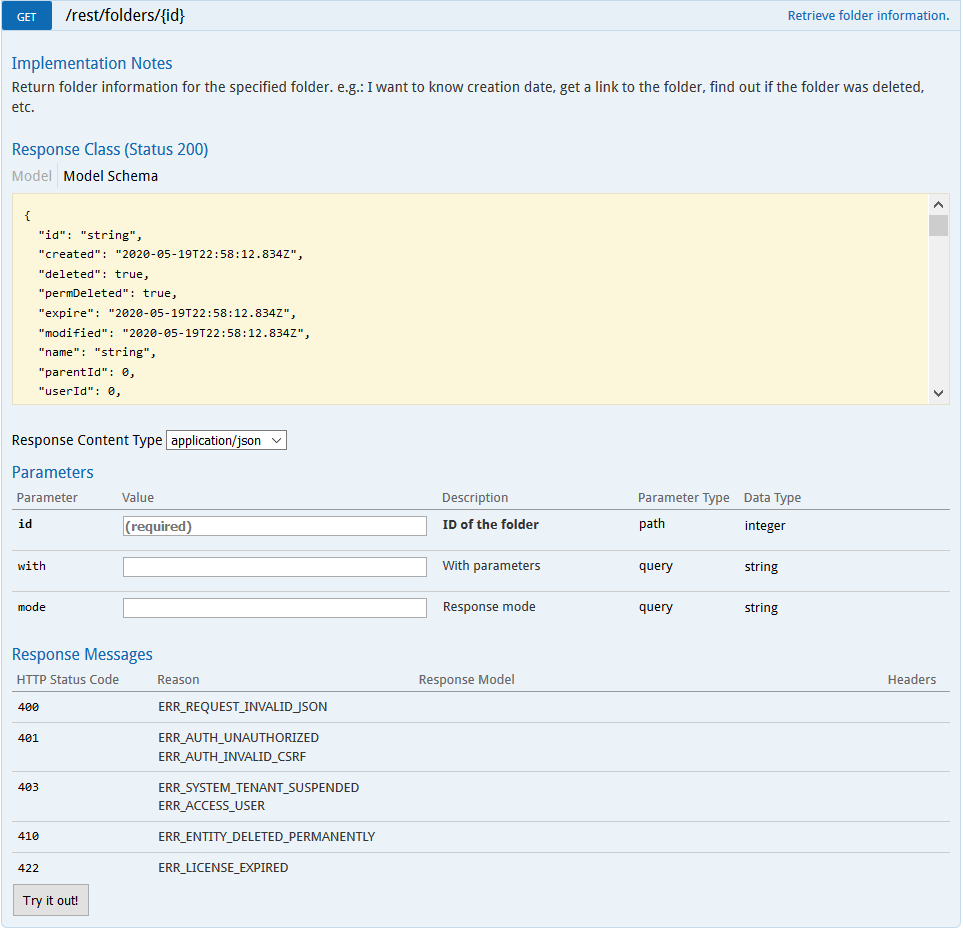 GET /rest/folders/{id} Retrieve folder information.
Implementation Notes
Return folder information for the specified folder. e.g.: I want to know creation date, get a link to the folder, find out if the folder was deleted,
etc.
Response Class (Status 200)
Model Model Schema
{
"id": "string",
"created": "2020-05-19T22:58:12.834Z",
"deleted": true,
"permDeleted": true,
"expire": "2020-05-19T22:58:12.834Z",
"modified": "2020-05-19T22:58:12.834Z",
"name": "string",
"parentId": 0,
"userId": 0,
Response Content Type application/json
Parameters
Parameter Value Description Parameter Type Data Type
id (required) ID of the folder path integer
with With parameters query string
mode Response mode query string
Response Messages
HTTP Status Code Reason Response Model Headers
400 ERR_REQUEST_INVALID_JSON
401 ERR_AUTH_UNAUTHORIZED
ERR_AUTH_INVALID_CSRF
403 ERR_SYSTEM_TENANT_SUSPENDED
ERR_ACCESS_USER
410 ERR_ENTITY_DELETED_PERMANENTLY
422 ERR_LICENSE_EXPIRED
Try it out!